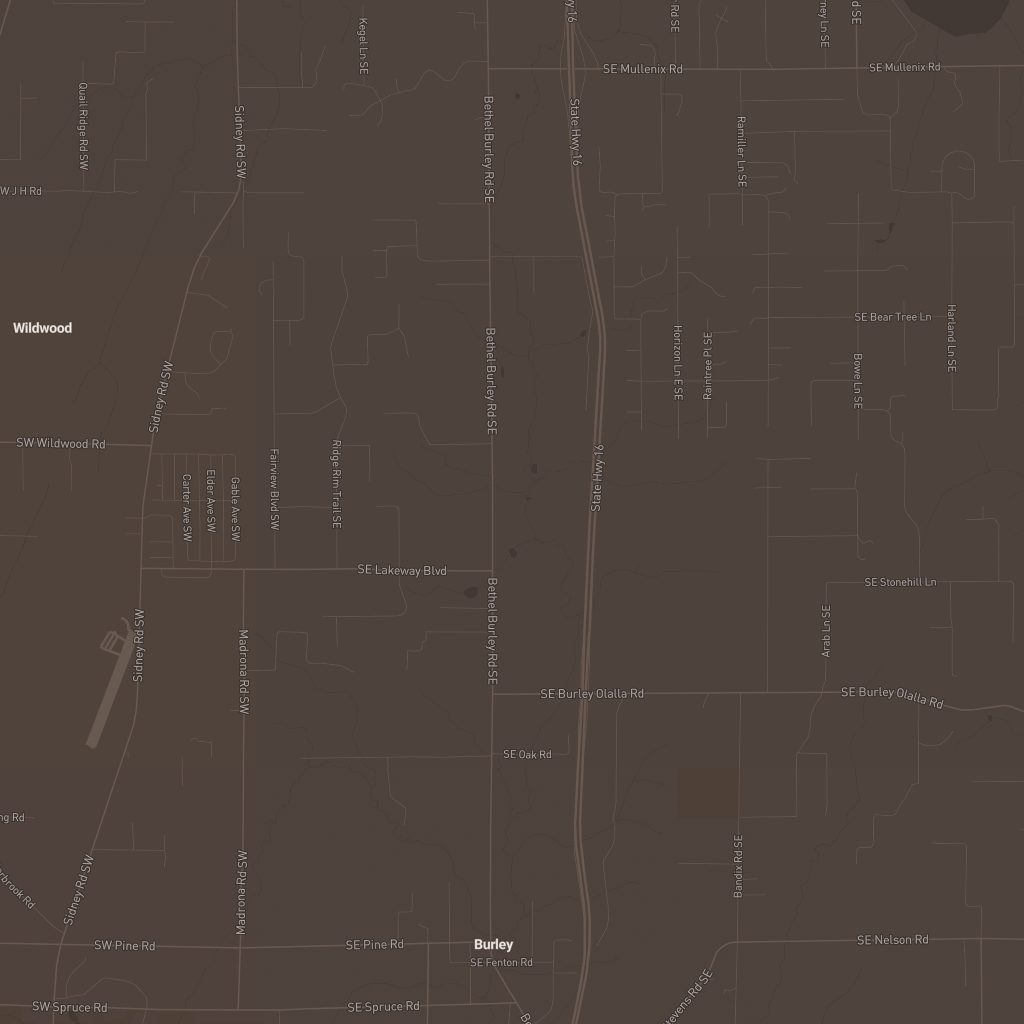 Kegel Ln SE
Rd SE
SE Mullenix Rd
SE Mullenix Rd
Quail Ridge Rd SW
Sidney Rd SW
Bethel Burley Rd SE
State Hwy 16
Ramiller Ln SE
W J H Rd
Wildwood
SE Bear Tree Ln
Harland Ln SE
Horizon Ln E SE
Raintree Pl SE
Bethel Burley Rd SE
Bowe Ln SE
Sidney Rd SW
SW Wildwood Rd
State Hwy 16
Ridge Rim Trail SE
Fairview Blvd SW
Carter Ave SW
Elder Ave SW
Gable Ave SW
SE Lakeway Blvd
SE Stonehill Ln
Arab Ln SE
Bethel Burley Rd SE
Sidney Rd SW
Madrona Rd SW
SE Burley Olalla Rd
SE Burley Olalla Rd
SE Oak Rd
Bandix Rd SE
Madrona Rd SW
Sidney Rd SW
SW Pine Rd
SE Pine Rd
Burley
SE Nelson Rd
SE Fenton Rd
SW Spruce Rd
SE Spruce Rd